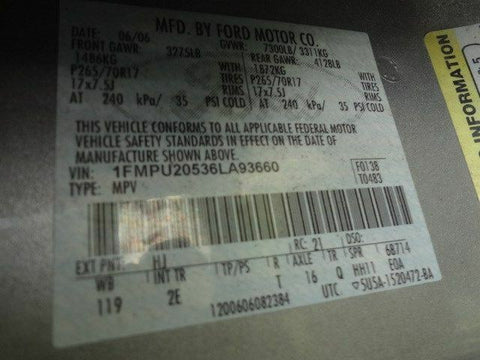 MFD. BY FORD MOTOR CO.
DATE: 06/06 GVWR: 7300LB/ 3311KG
FRONT GAWR: 3275LB REAR GAWR: 4128LB
1486KG WITH 1872KG WITH
P265/70R17 TIRES P265/70R17 TIRES
17x7.5J RIMS 17x7.5J RIMS
AT 240 kPa/ 35 PSI COLD AT 240 kPa/ 35 PSI COLD
THIS VEHICLE CONFORMS TO ALL APPLICABLE FEDERAL MOTOR
VEHICLE SAFETY STANDARDS IN EFFECT ON THE DATE OF
MANUFACTURE SHOWN ABOVE.
VIN: 1FMPU20536LA93660 F0138
TYPE: MPV T0483
EXT PNT: HJ RC: 21 DSO:
WB INT TR TP/PS R AXLE TR SPR 6B714
119 2E T 16 Q HH11 EOA
1200606082384 UTC. 5U5A-1520472-BA
INFORMATION